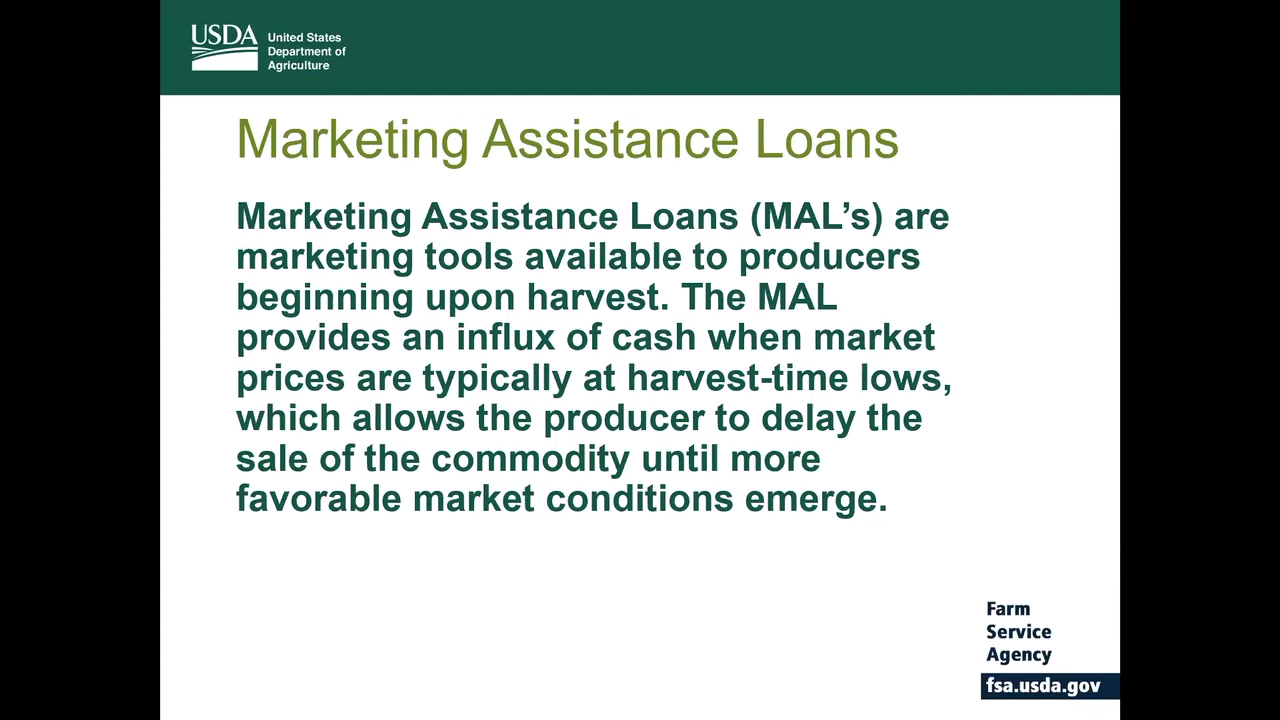 USDA
United States
Department of
Agriculture
Marketing Assistance Loans
Marketing Assistance Loans (MAL’s) are
marketing tools available to producers
beginning upon harvest. The MAL
provides an influx of cash when market
prices are typically at harvest-time lows,
which allows the producer to delay the
sale of the commodity until more
favorable market conditions emerge.
Farm
Service
Agency
fsa.usda.gov